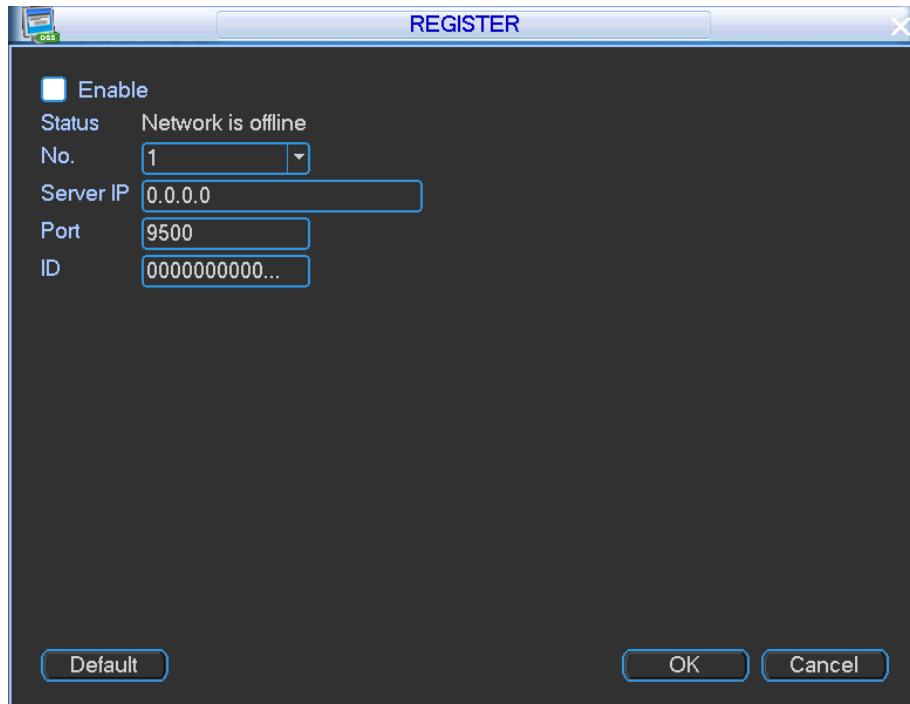 REGISTER
DSS
Enable
Status Network is offline
No. 1
Server IP 0.0.0.0
Port 9500
ID 0000000000...
Default OK Cancel